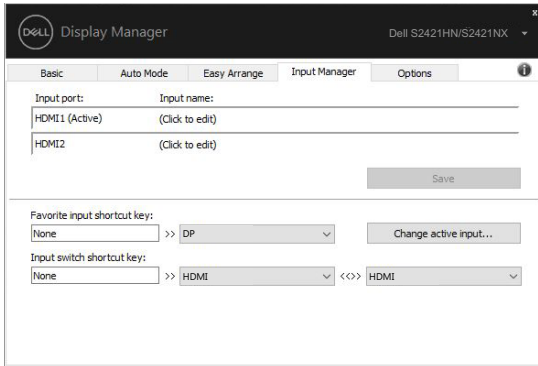 DELL Display Manager
Dell S2421HN/S2421NX
Basic Auto Mode Easy Arrange Input Manager Options
Input port: Input name:
HDMI1 (Active) (Click to edit)
HDMI2 (Click to edit)
Save
Favorite input shortcut key:
None >> DP Change active input...
Input switch shortcut key:
None >> HDMI <<>> HDMI